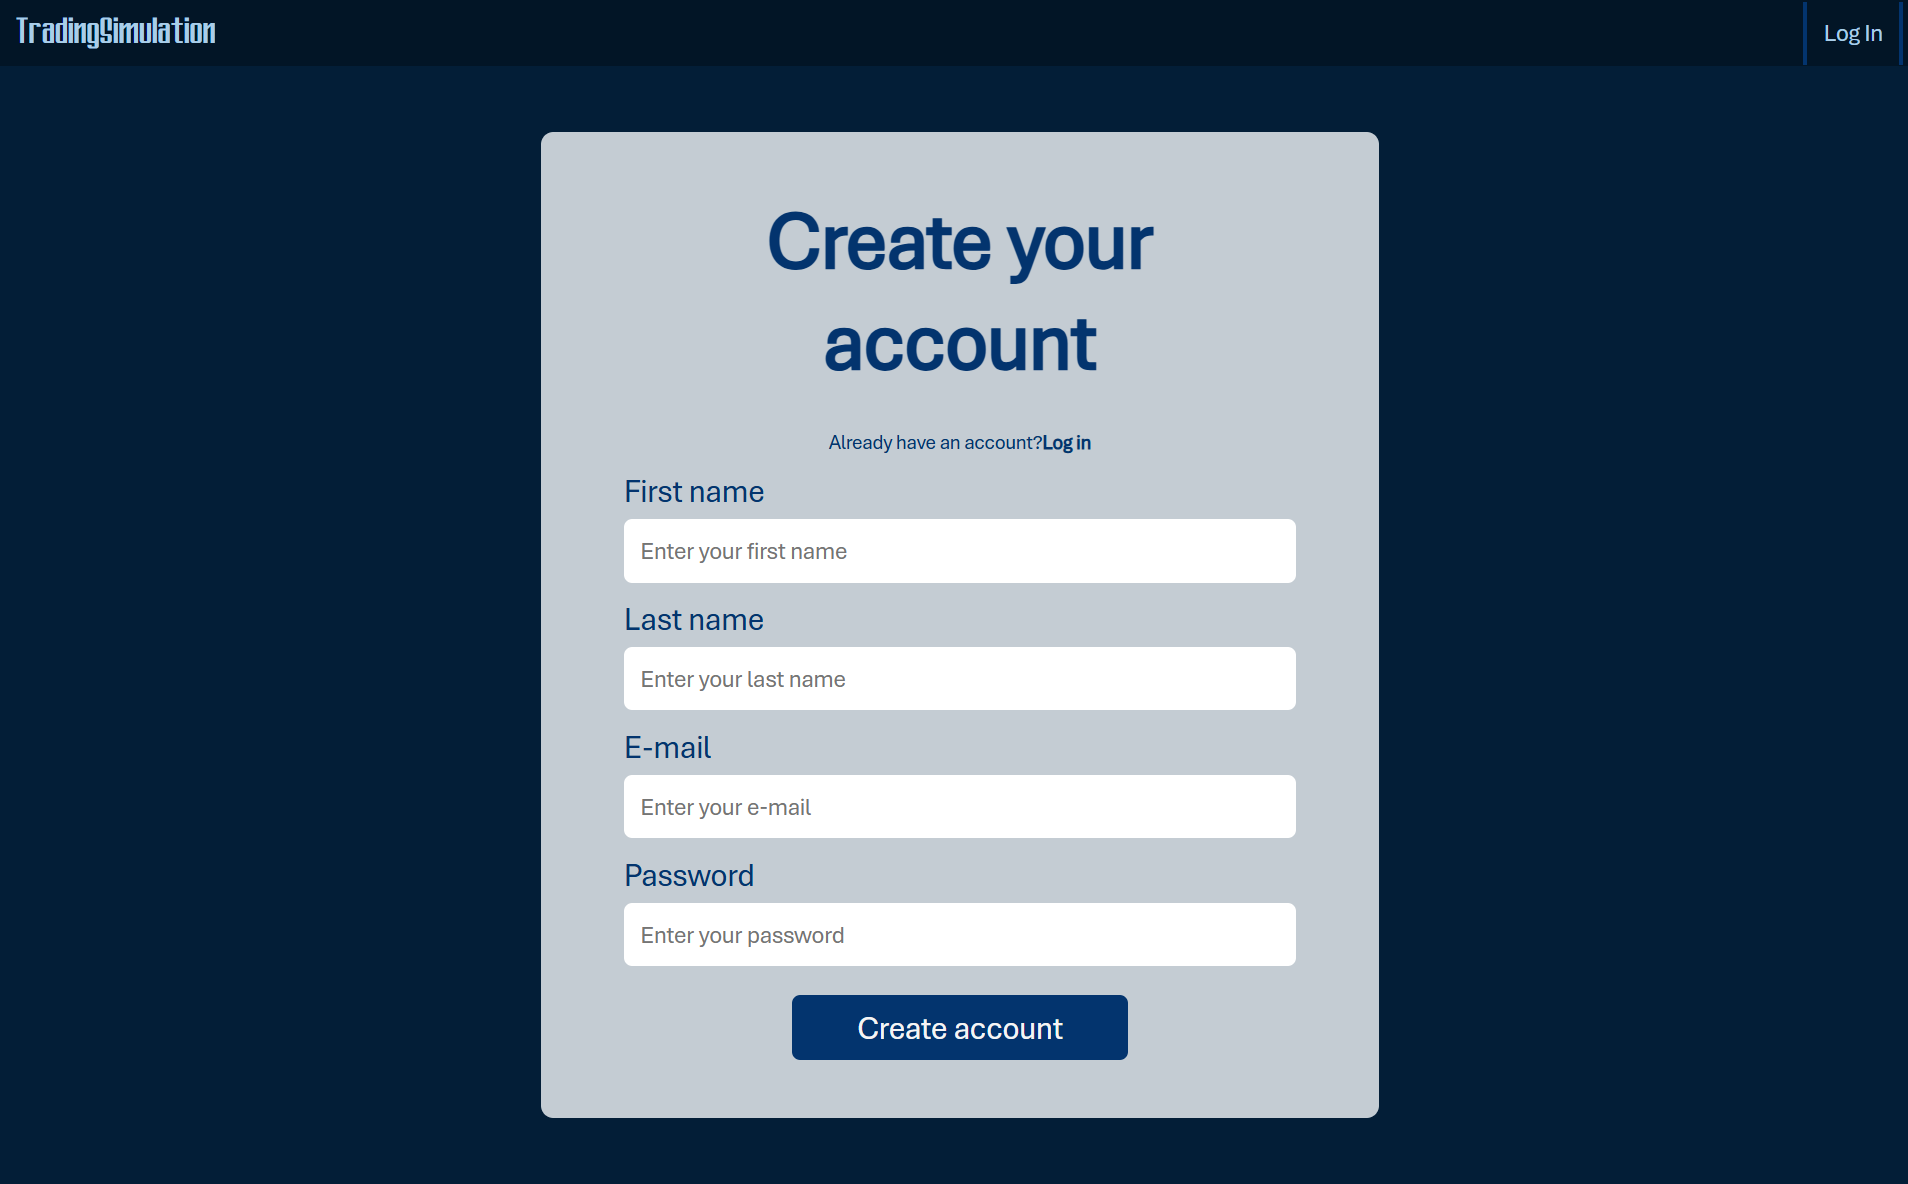 TradingSimulation
Log In
Create your
account
Already have an account?Log in
First name
Enter your first name
Last name
Enter your last name
E-mail
Enter your e-mail
Password
Enter your password
Create account